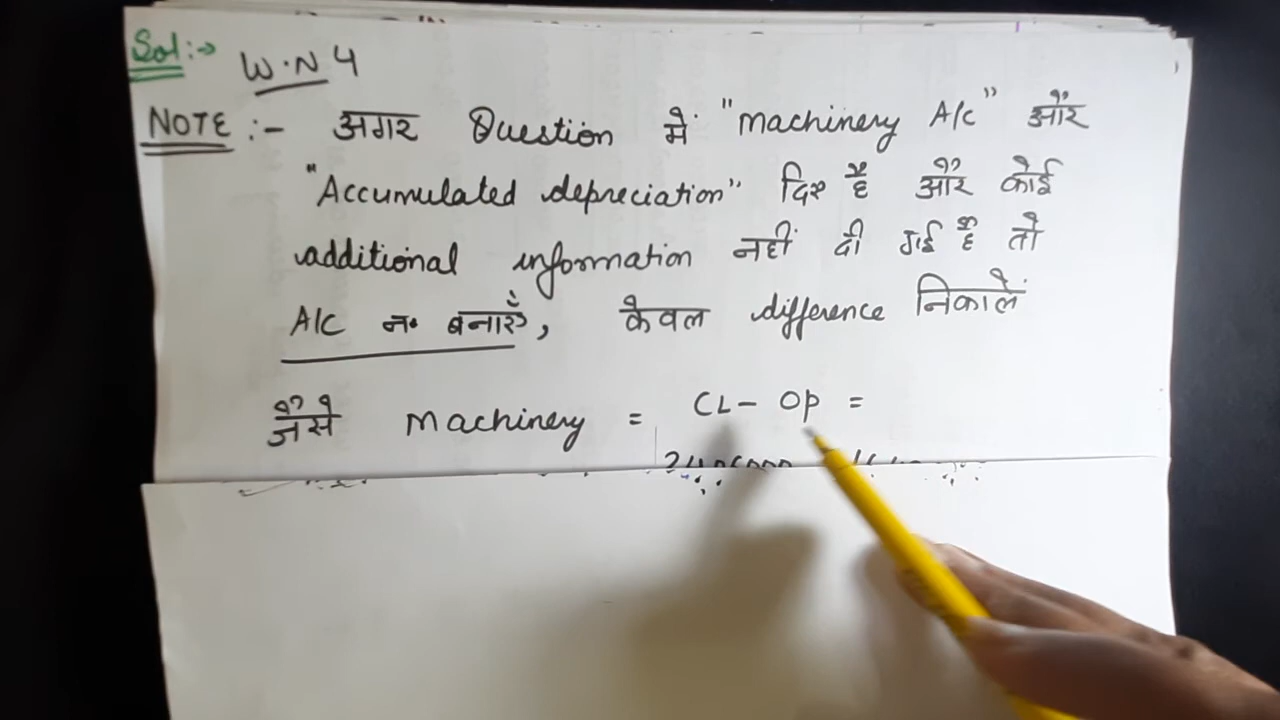 Sol:→ W.N 4
NOTE :- अगर Question में "machinery A/c" और
"Accumulated depreciation" दिए है और कोई
additional information नहीं दी गई है तो
A/C न. बनाएँ, केवल difference निकालें
जैसे Machinery = CL- Op =